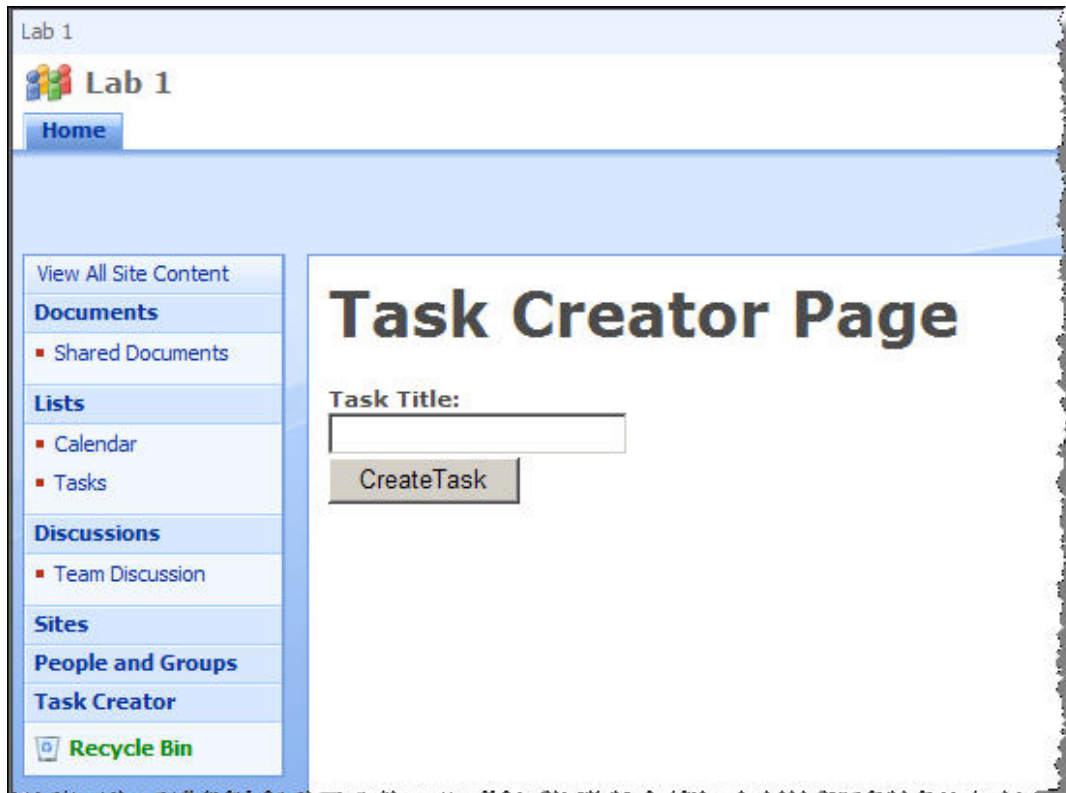 Lab 1
Lab 1
Home
View All Site Content
Documents
Shared Documents
Lists
Calendar
Tasks
Discussions
Team Discussion
Sites
People and Groups
Task Creator
Recycle Bin
Task Creator Page
Task Title:
CreateTask